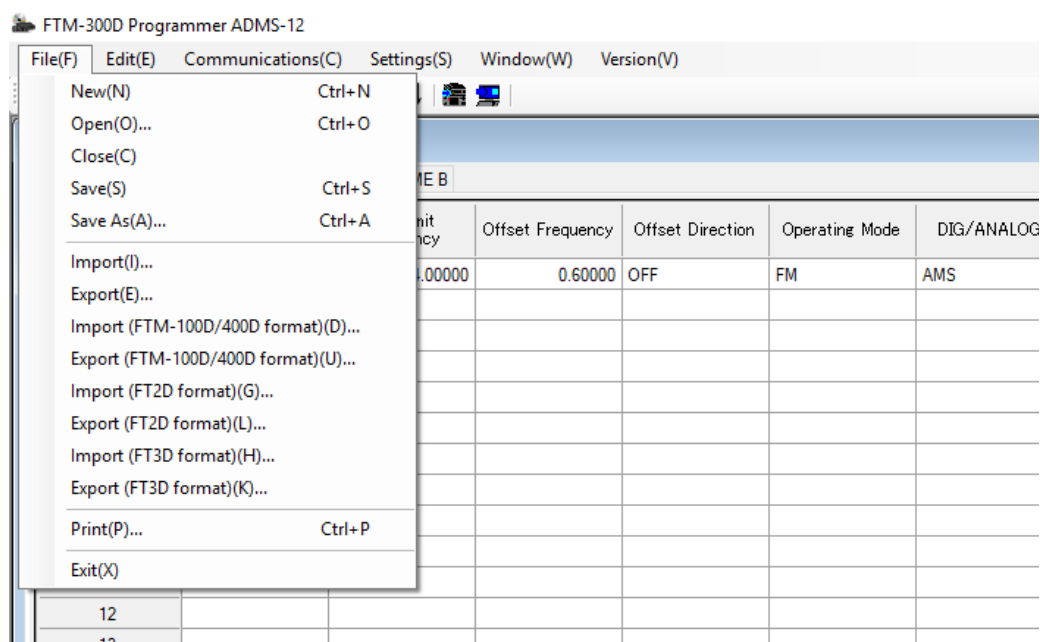 FTM-300D Programmer ADMS-12
File(F) Edit(E) Communications(C) Settings(S) Window(W) Version(V)
New(N) Ctrl+N
Open(O)... Ctrl+O
Close(C)
Save(S) Ctrl+S
Save As(A)... Ctrl+A
Import(I)...
Export(E)...
Import (FTM-100D/400D format)(D)...
Export (FTM-100D/400D format)(U)...
Import (FT2D format)(G)...
Export (FT2D format)(L)...
Import (FT3D format)(H)...
Export (FT3D format)(K)...
Print(P)... Ctrl+P
Exit(X)
ME B
Offset Frequency Offset Direction Operating Mode DIG/ANALOG
.00000 0.60000 OFF FM AMS
12